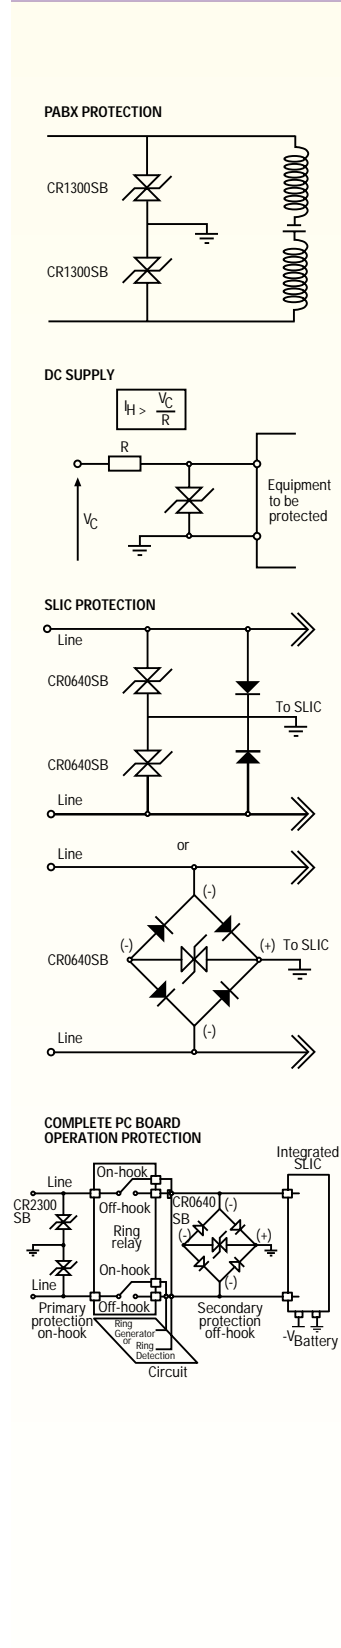 PABX PROTECTION
CR1300SB
CR1300SB
DC SUPPLY
IH > VC
R
R
VC
Equipment
to be
protected
SLIC PROTECTION
Line
CR0640SB
To SLIC
CR0640SB
Line
or
Line
(-)
(-)
(+) To SLIC
CR0640SB
(-)
Line
COMPLETE PC BOARD
OPERATION PROTECTION
Integrated
SLIC
On-hook
Line
CR2300
SB
CR0640
SB
(-)
Off-hook
Ring
relay
(-)
(+)
On-hook
Line
(-)
Off-hook
Primary
protection
on-hook
Secondary
protection
off-hook
-V
Battery
Ring
Generator
or
Ring
Detection
Circuit